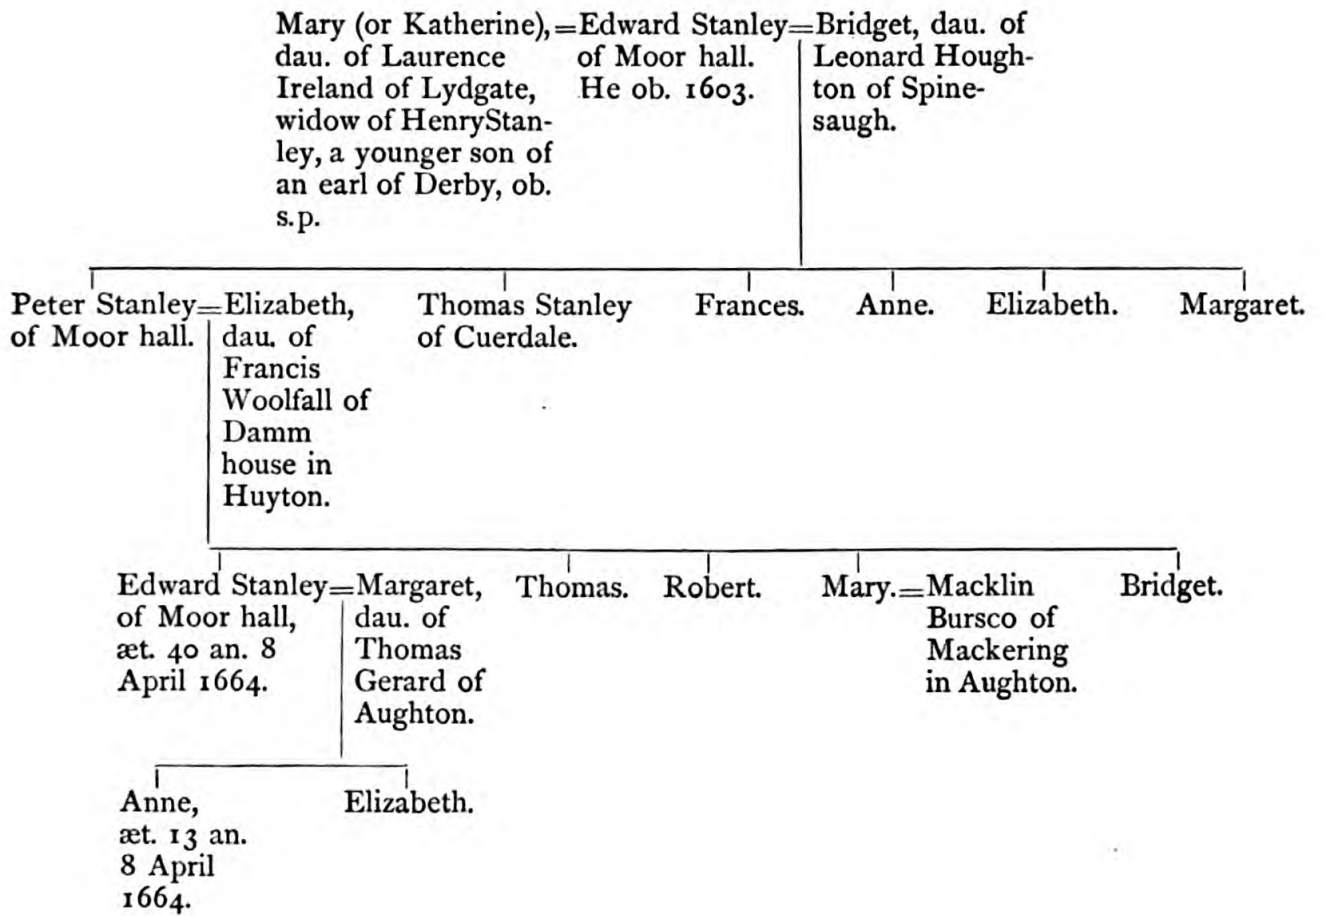 Mary (or Katherine), = Edward Stanley = Bridget, dau. of
dau. of Laurence of Moor hall. Leonard Hough-
Ireland of Lydgate, He ob. 1603. ton of Spine-
widow of HenryStan- saugh.
ley, a younger son of
an earl of Derby, ob.
s.p.
Peter Stanley = Elizabeth, Thomas Stanley Frances. Anne. Elizabeth. Margaret.
of Moor hall. dau. of of Cuerdale.
Francis
Woolfall of
Damm
house in
Huyton.
Edward Stanley = Margaret, Thomas. Robert. Mary. = Macklin Bridget.
of Moor hall, dau. of Bursco of
æt. 40 an. 8 Thomas Mackering
April 1664. Gerard of in Aughton.
Aughton.
Anne, Elizabeth.
æt. 13 an.
8 April
1664.